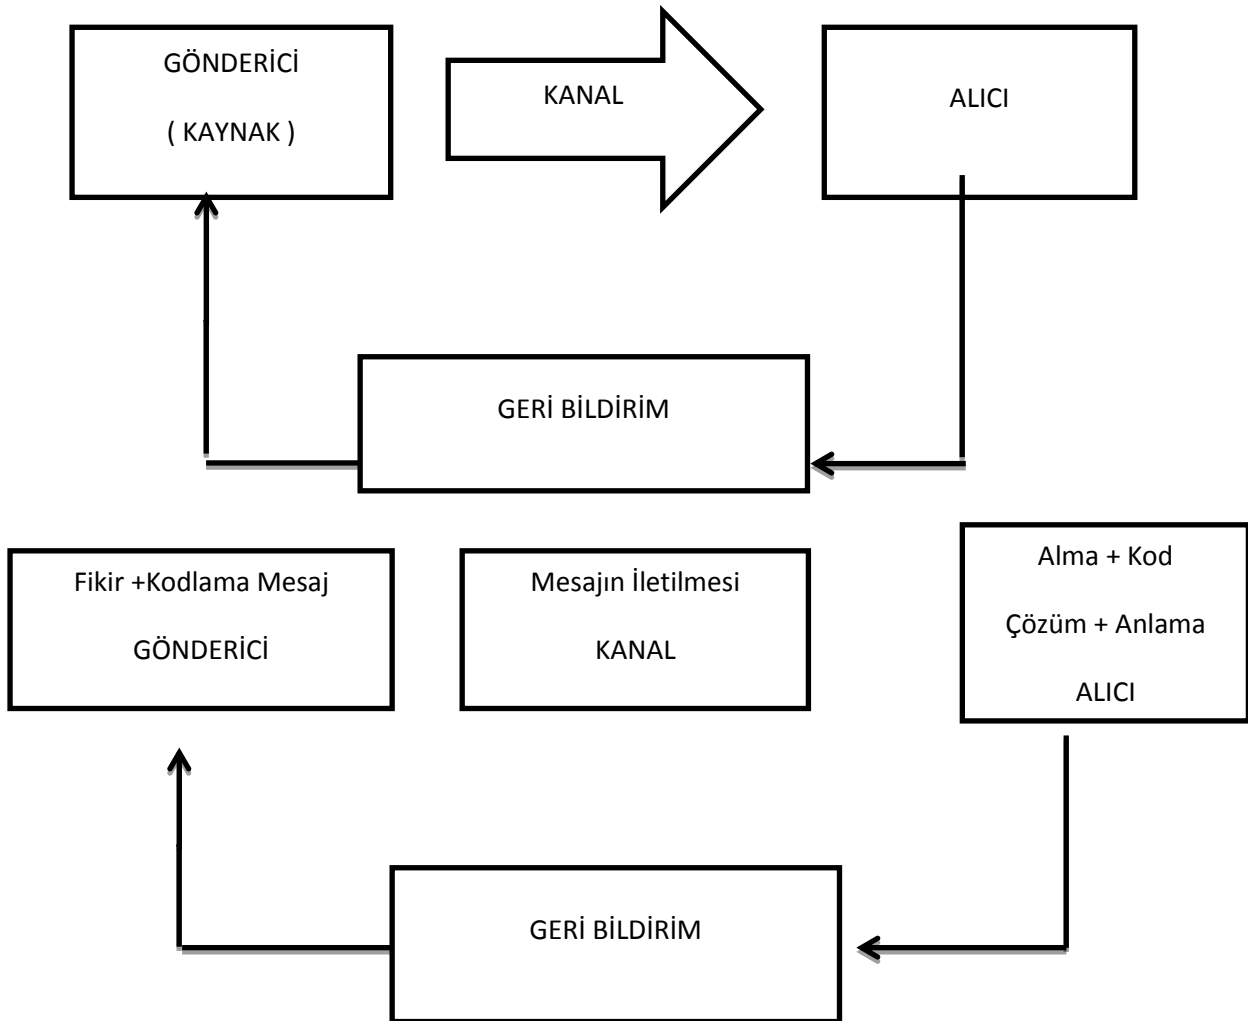 GÖNDERİCİ
( KAYNAK )
KANAL
ALICI
GERİ BİLDİRİM
Fikir +Kodlama Mesaj
GÖNDERİCİ
Mesajın İletilmesi
KANAL
Alma + Kod
Çözüm + Anlama
ALICI
GERİ BİLDİRİM